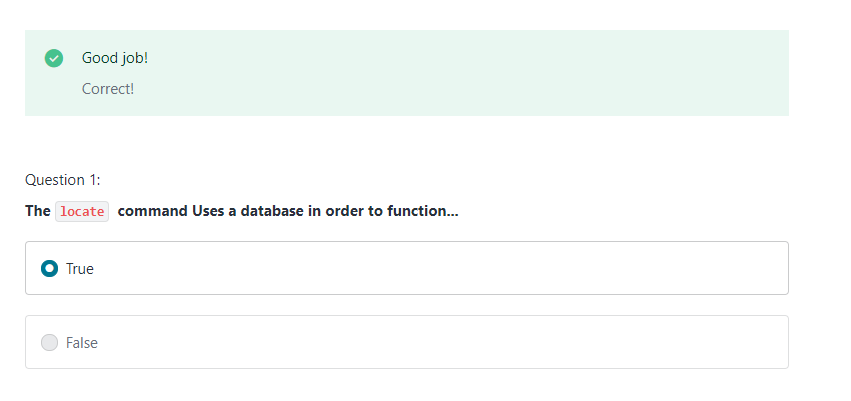 Good job!
Correct!
Question 1:
The locate command Uses a database in order to function...
True
False